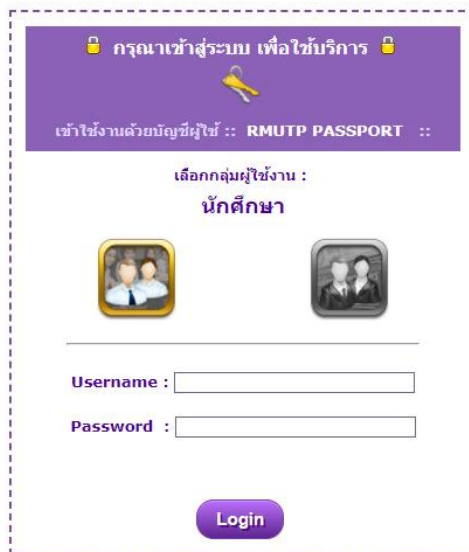 กรุณาเข้าสู่ระบบ เพื่อใช้บริการ
เข้าใช้งานด้วยบัญชีผู้ใช้ :: RMUTP PASSPORT ::
เลือกกลุ่มผู้ใช้งาน :
นักศึกษา
Username :
Password :
Login